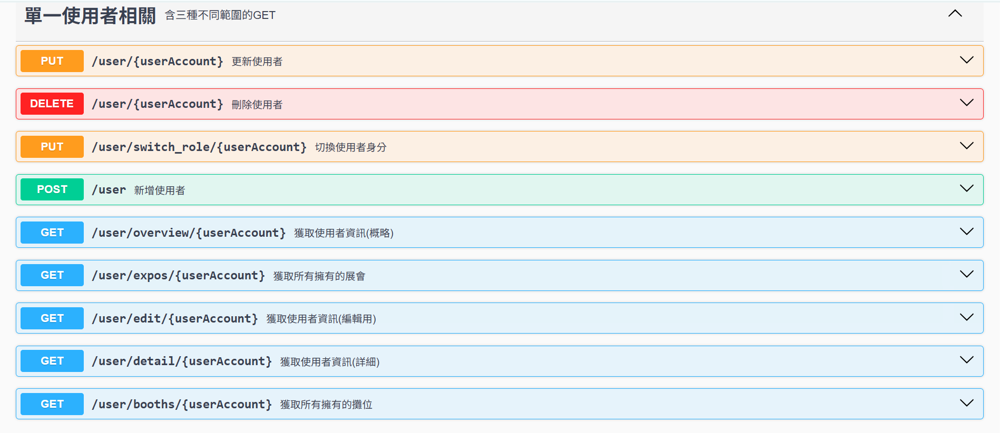 單一使用者相關 含三種不同範圍的GET
PUT /user/{userAccount} 更新使用者
DELETE /user/{userAccount} 刪除使用者
PUT /user/switch_role/{userAccount} 切換使用者身分
POST /user 新增使用者
GET /user/overview/{userAccount} 獲取使用者資訊(概略)
GET /user/expos/{userAccount} 獲取所有擁有的展會
GET /user/edit/{userAccount} 獲取使用者資訊(編輯用)
GET /user/detail/{userAccount} 獲取使用者資訊(詳細)
GET /user/booths/{userAccount} 獲取所有擁有的攤位